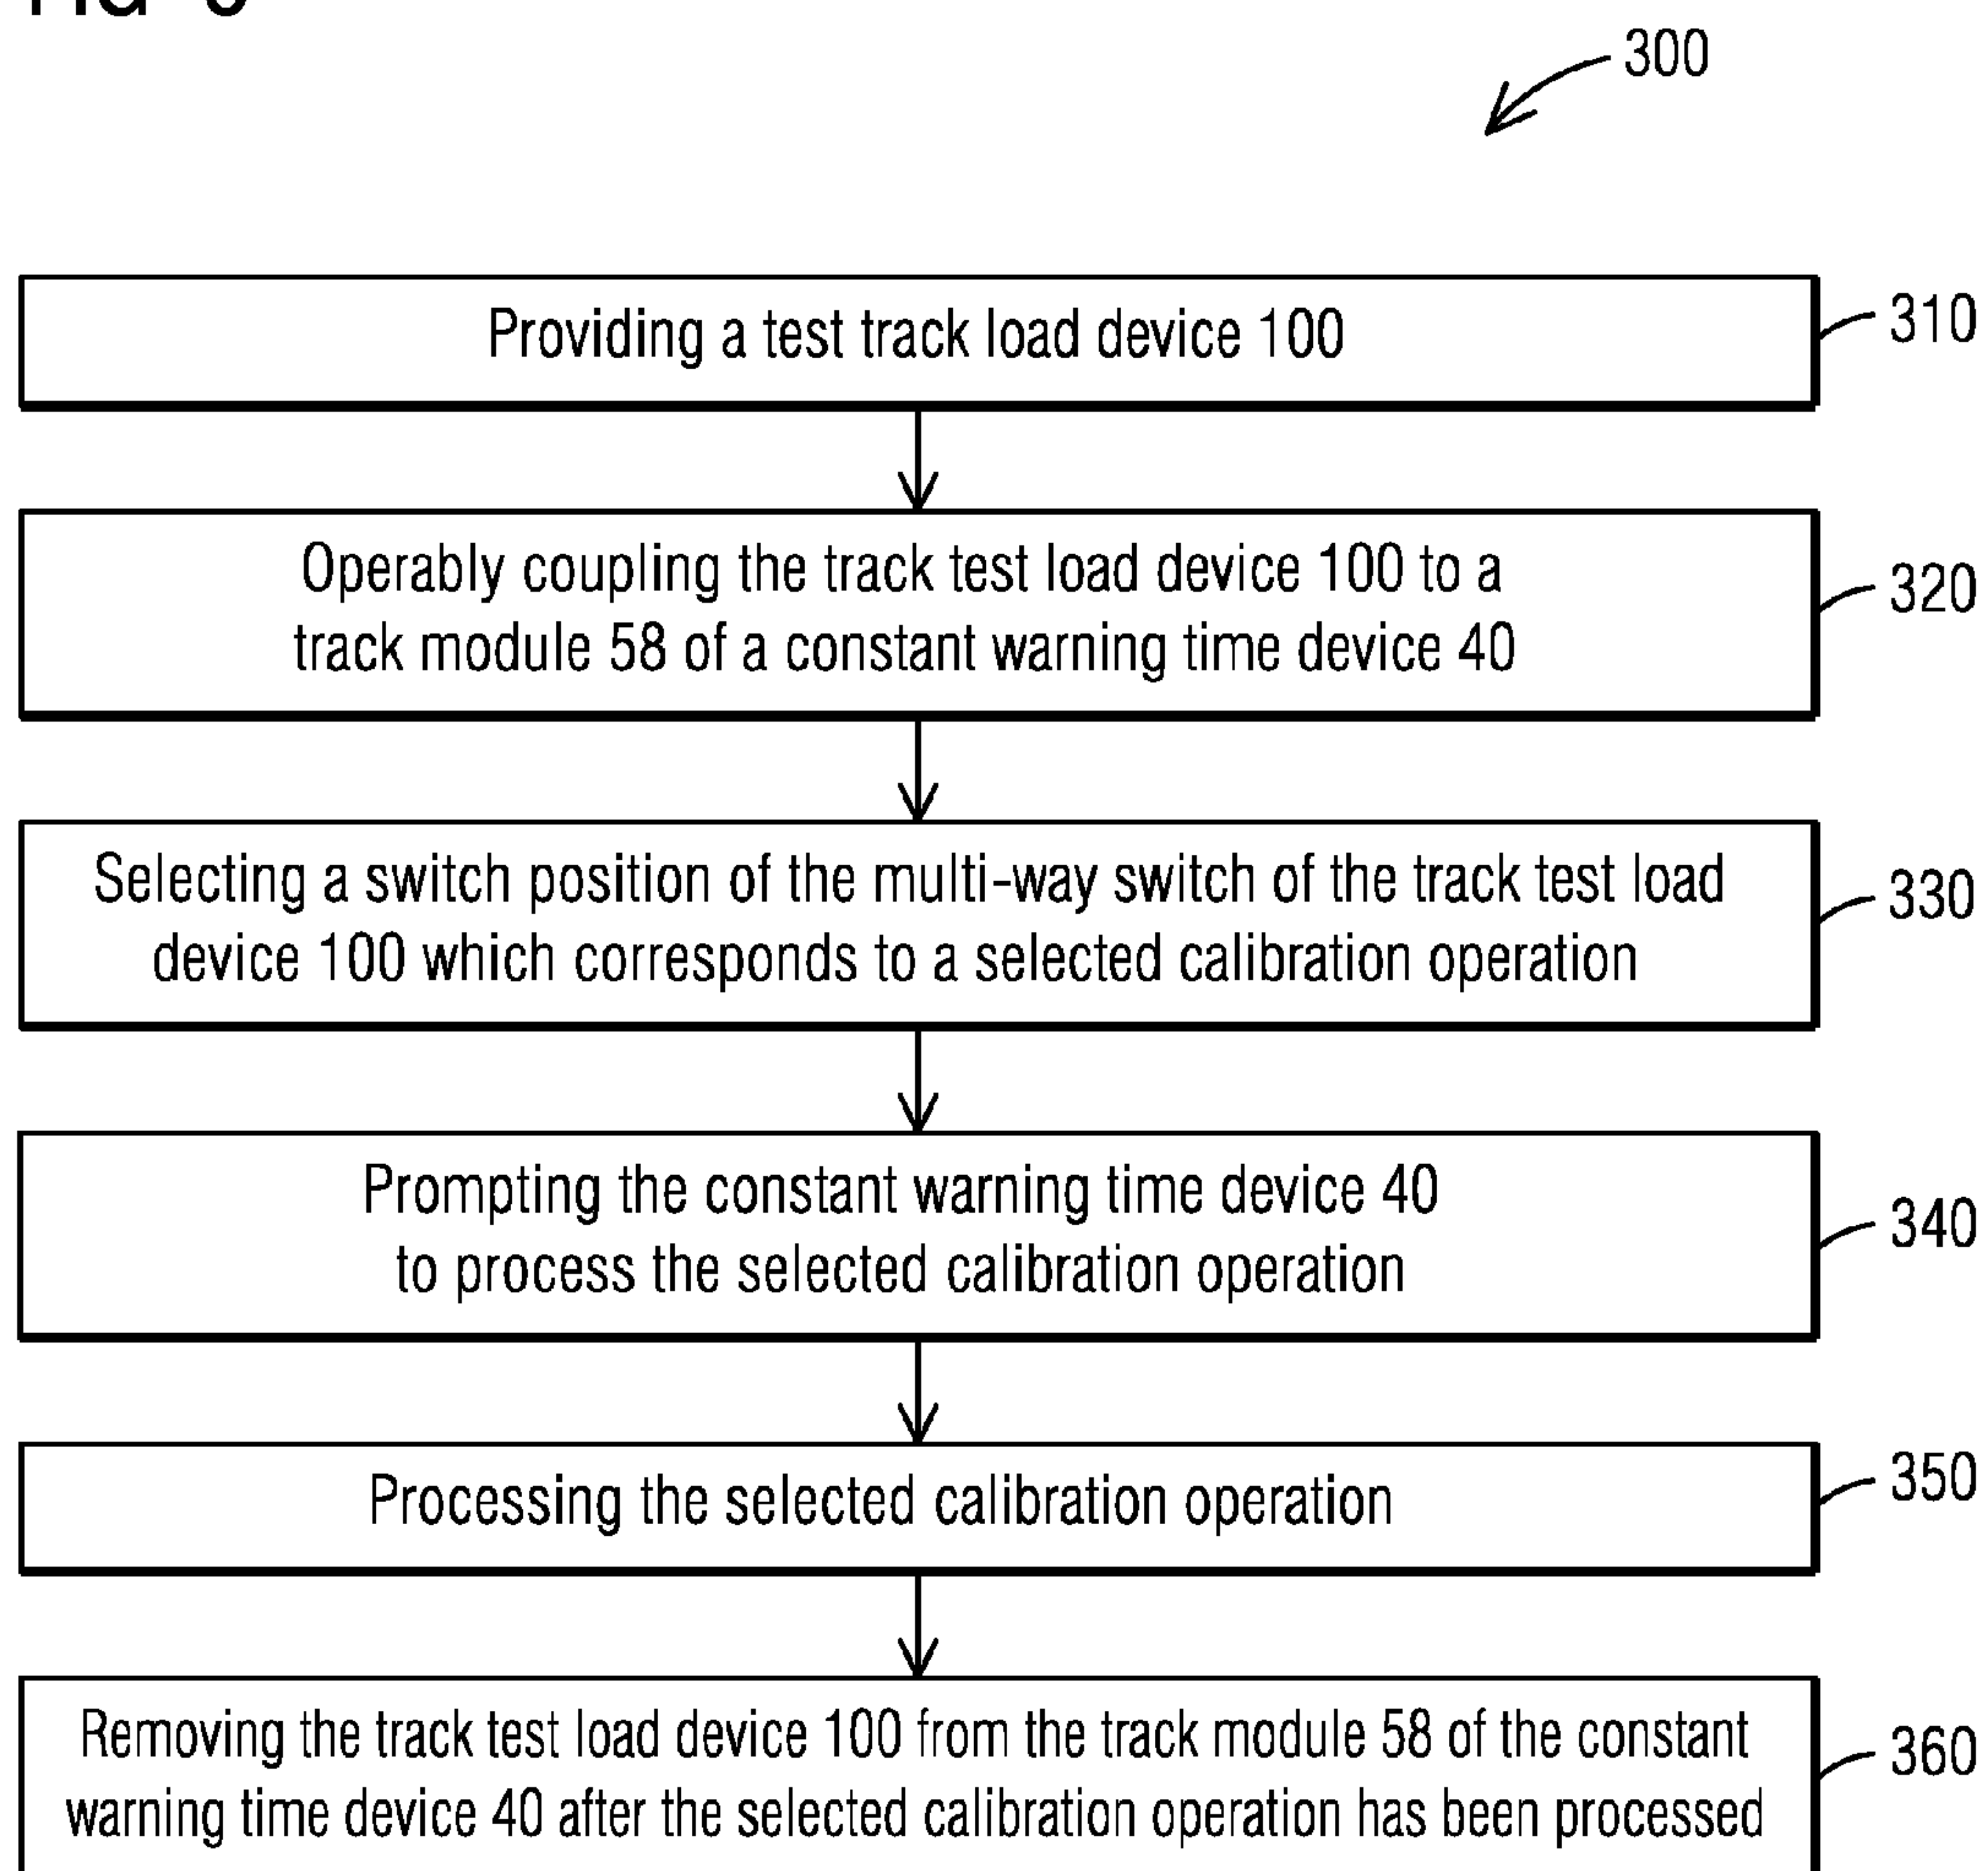 300
Providing a test track load device 100
310
Operably coupling the track test load device 100 to a
track module 58 of a constant warning time device 40
320
Selecting a switch position of the multi-way switch of the track test load
device 100 which corresponds to a selected calibration operation
330
Prompting the constant warning time device 40
to process the selected calibration operation
340
Processing the selected calibration operation
350
Removing the track test load device 100 from the track module 58 of the constant
warning time device 40 after the selected calibration operation has been processed
360